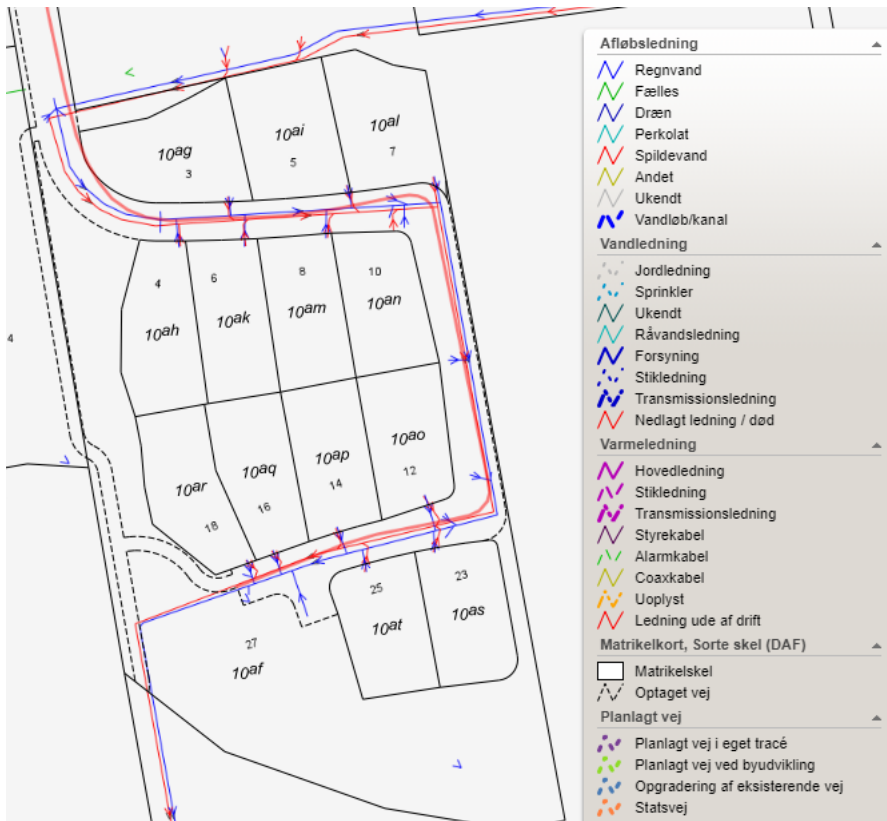 10ag
3
10ai
5
10al
7
4
4
10ah
6
10ak
8
10am
10
10an
10ar
18
10aq
16
10ap
14
10ao
12
25
10at
23
10as
27
10af
Afløbsledning
Regnvand
Fælles
Dræn
Perkolat
Spildevand
Andet
Ukendt
Vandløb/kanal
Vandledning
Jordledning
Sprinkler
Ukendt
Råvandsledning
Forsyning
Stikledning
Transmissionsledning
Nedlagt ledning / død
Varmeledning
Hovedledning
Stikledning
Transmissionsledning
Styrekabel
Alarmkabel
Coaxkabel
Uoplyst
Ledning ude af drift
Matrikelkort, Sorte skel (DAF)
Matrikelskel
Optaget vej
Planlagt vej
Planlagt vej i eget tracé
Planlagt vej ved byudvikling
Opgradering af eksisterende vej
Statsvej